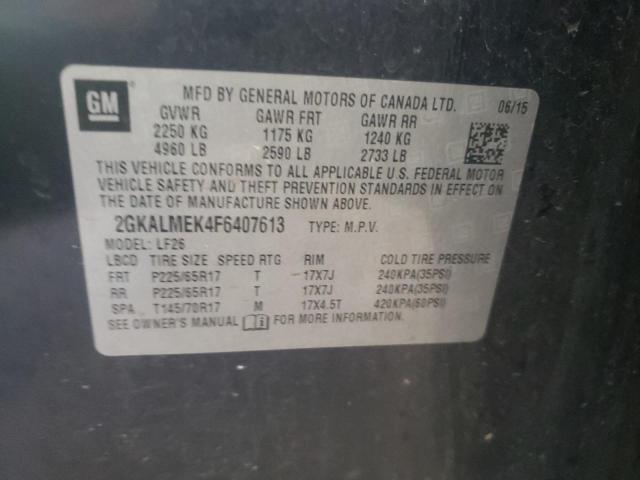 GM
MFD BY GENERAL MOTORS OF CANADA LTD. 06/15
GVWR GAWR FRT GAWR RR
2250 KG 1175 KG 1240 KG
4960 LB 2590 LB 2733 LB
THIS VEHICLE CONFORMS TO ALL APPLICABLE U.S. FEDERAL MOTOR
VEHICLE SAFETY AND THEFT PREVENTION STANDARDS IN EFFECT ON
THE DATE OF MANUFACTURE SHOWN ABOVE.
2GKALMEK4F6407613 TYPE: M.P.V.
MODEL: LF26
LBCD TIRE SIZE SPEED RTG RIM COLD TIRE PRESSURE
FRT P225/65R17 T 17X7J 240KPA(35PSI)
RR P225/65R17 T 17X7J 240KPA(35PSI)
SPA T145/70R17 M 17X4.5T 420KPA(60PSI)
SEE OWNER'S MANUAL FOR MORE INFORMATION.